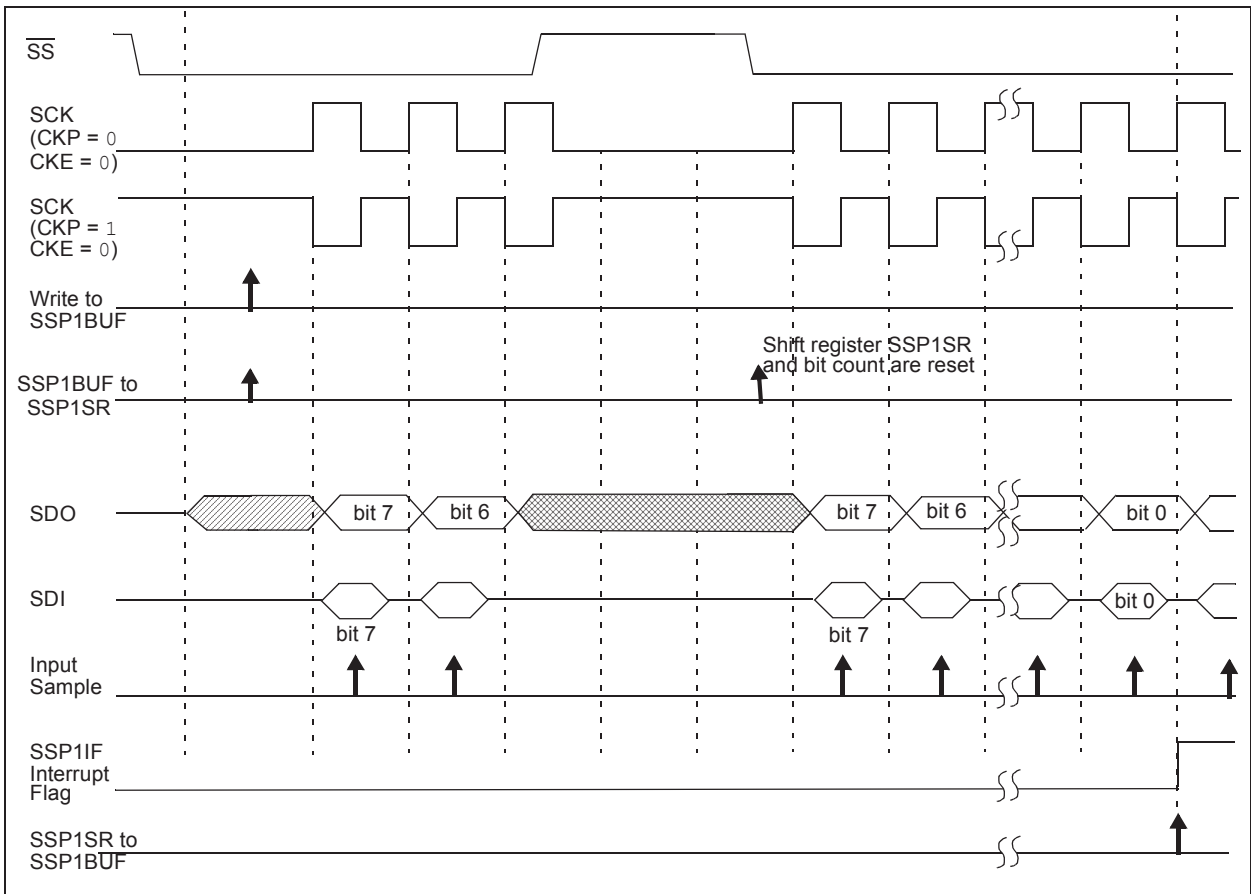 SS
SCK
(CKP = 0
CKE = 0)
SCK
(CKP = 1
CKE = 0)
Write to
SSP1BUF
Shift register SSP1SR
and bit count are reset
SSP1BUF to
SSP1SR
SDO
bit 7
bit 6
bit 7
bit 6
bit 0
SDI
bit 0
bit 7
bit 7
Input
Sample
SSP1IF
Interrupt
Flag
SSP1SR to
SSP1BUF